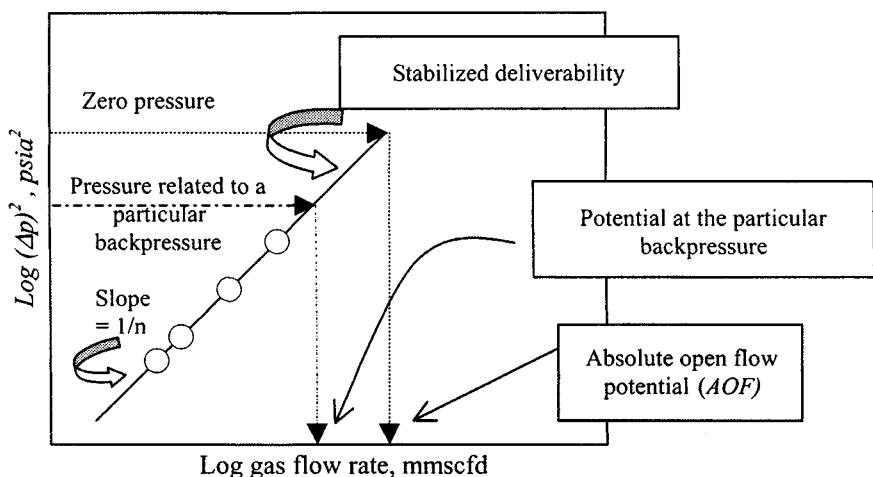 Stabilized deliverability
Zero pressure
Pressure related to a
particular
backpressure
Potential at the particular
backpressure
Slope
= 1/n
Absolute open flow
potential (AOF)
Log (Δp)², psia²
Log gas flow rate, mmscfd